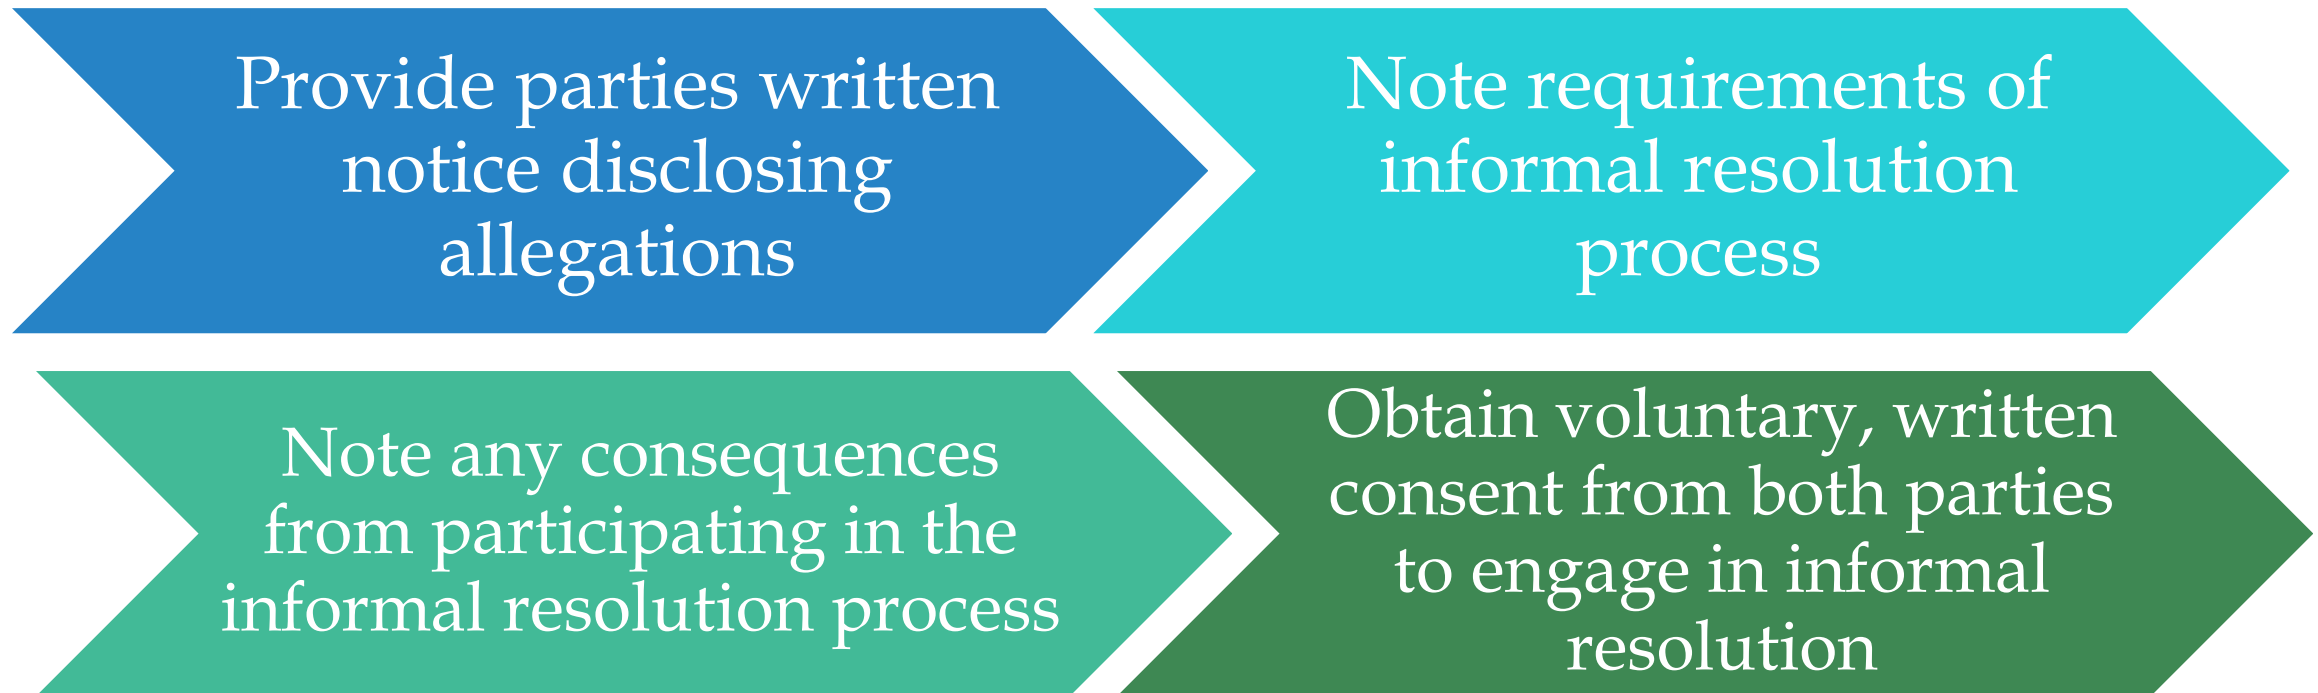 Provide parties written
notice disclosing
allegations
Note requirements of
informal resolution
process
Note any consequences
from participating in the
informal resolution process
Obtain voluntary, written
consent from both parties
to engage in informal
resolution